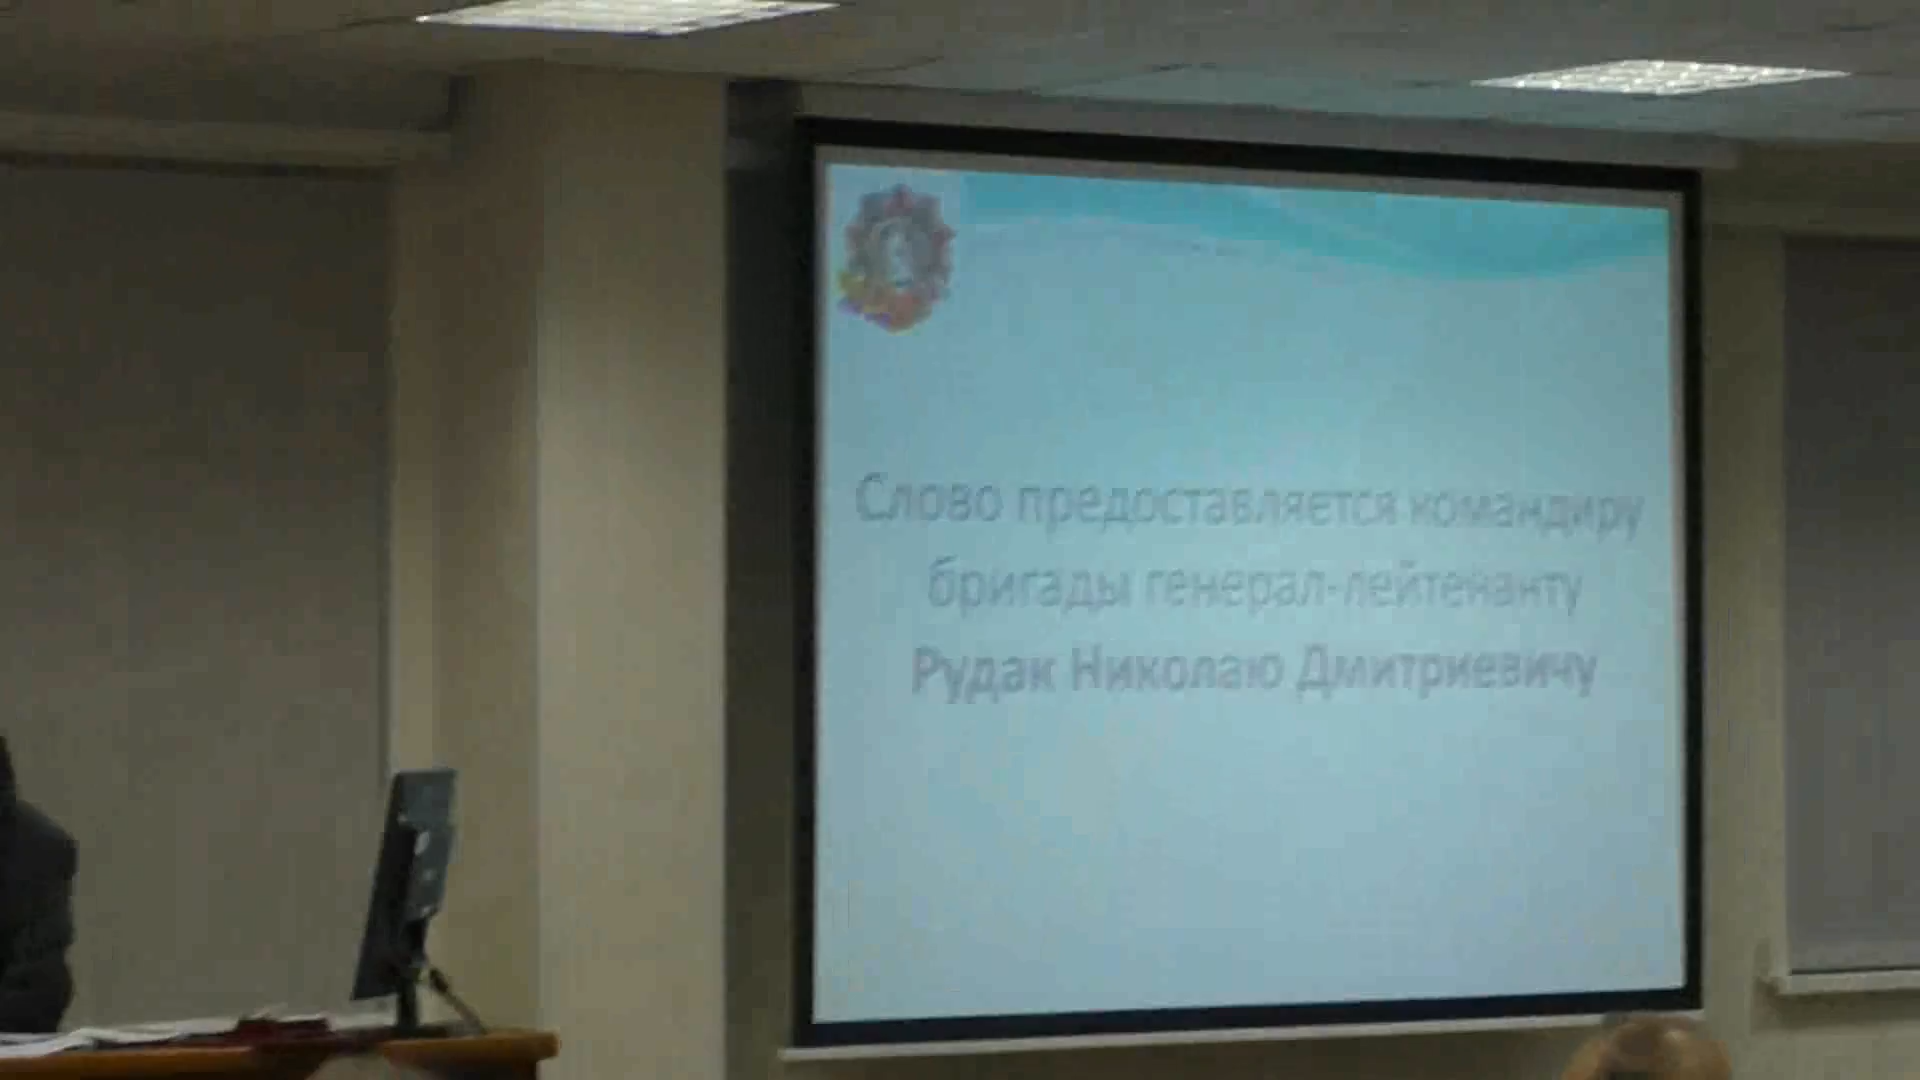 Слово предоставляется командиру
бригады генерал-лейтенанту
Рудак Николаю Дмитриевичу